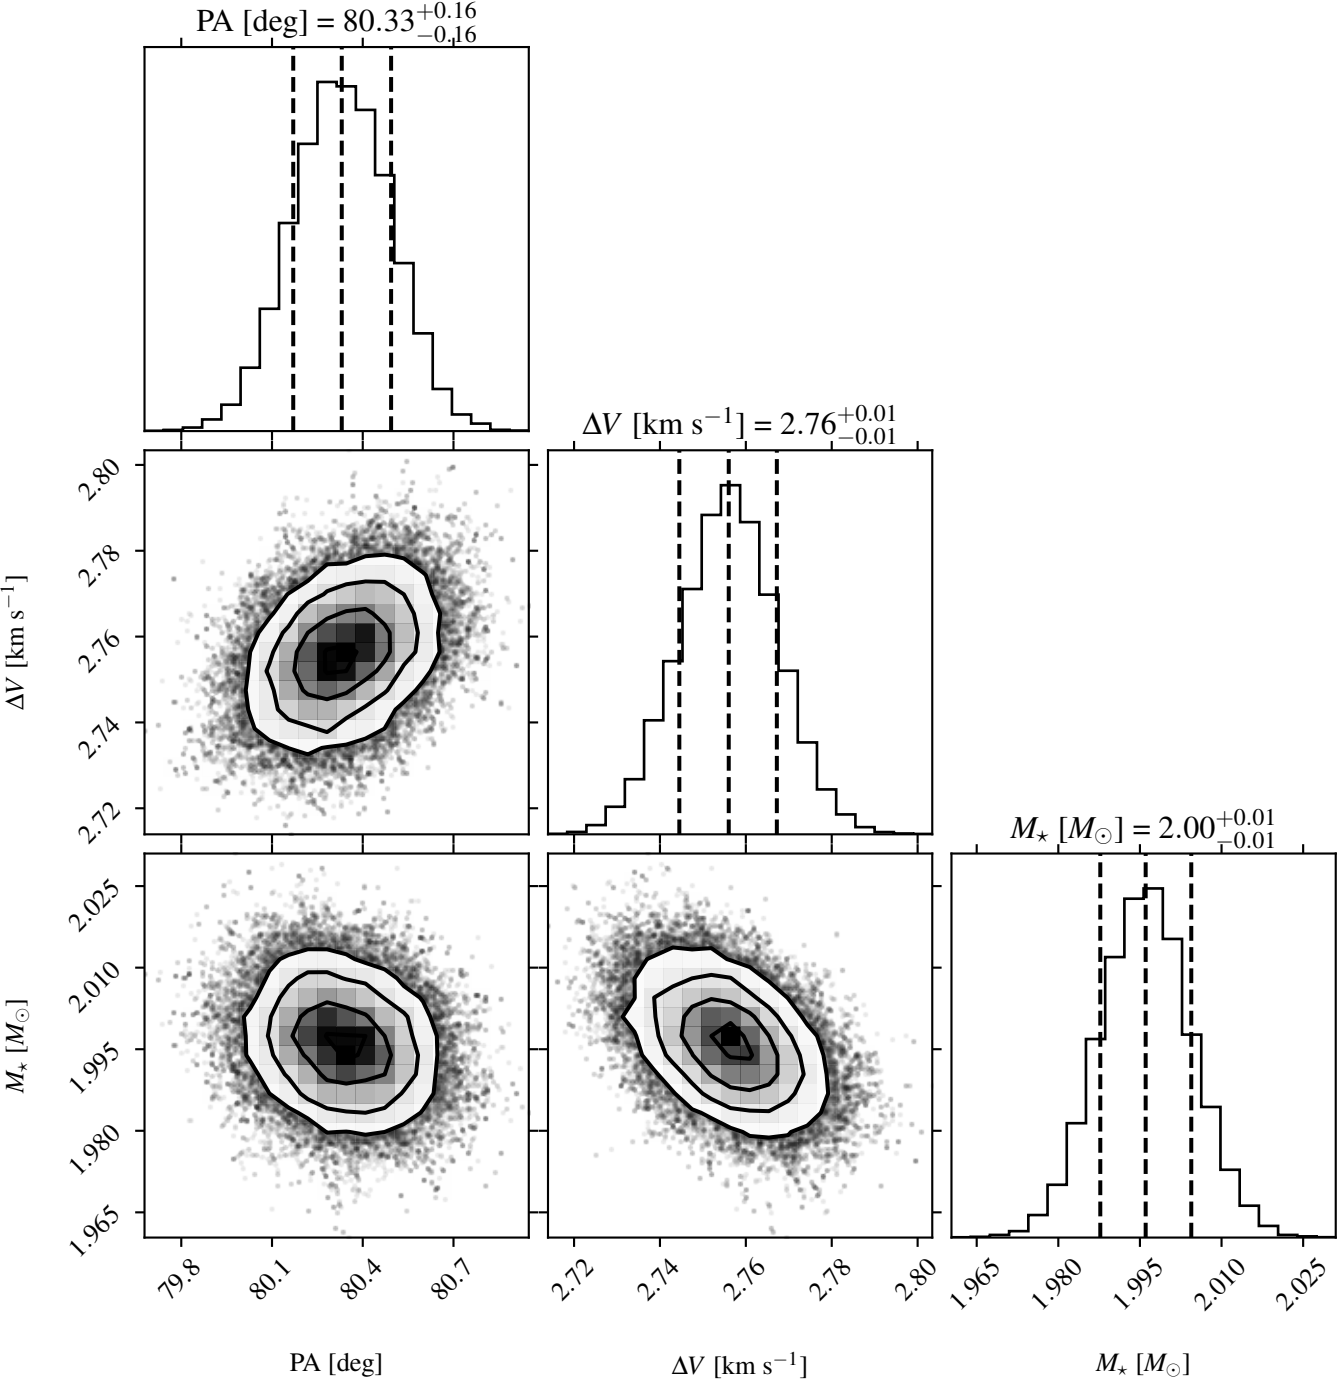 PA [deg] = 80.33+0.16−0.16
ΔV [km s−1] = 2.76+0.01−0.01
2.80
2.78
2.76
2.74
2.72
ΔV [km s−1]
M⋆ [M⊙] = 2.00+0.01−0.01
2.025
2.010
1.995
1.980
1.965
M⋆ [M⊙]
79.8 80.1 80.4 80.7 2.72 2.74 2.76 2.78 2.80 1.965 1.980 1.995 2.010 2.025
PA [deg] ΔV [km s−1] M⋆ [M⊙]